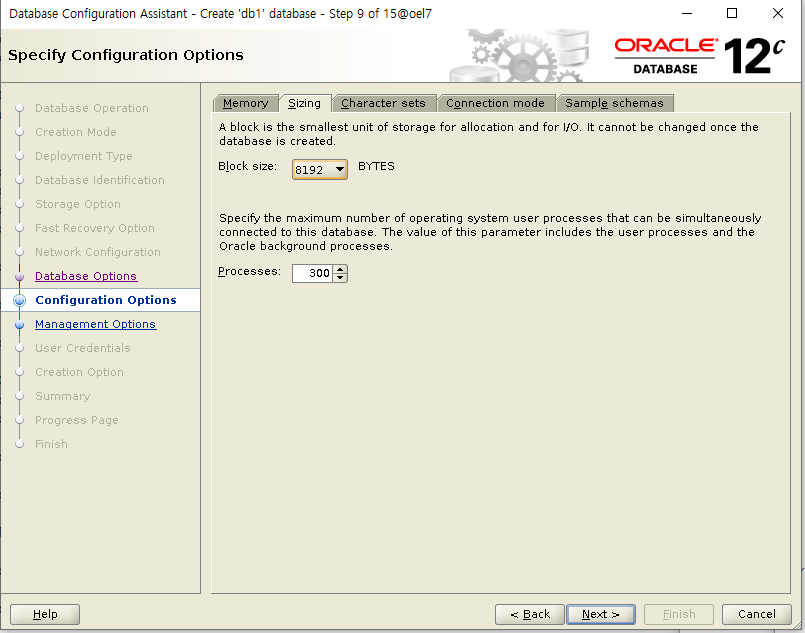 Database Configuration Assistant - Create 'db1' database - Step 9 of 15@oel7
Specify Configuration Options
ORACLE
DATABASE
12c
Database Operation
Creation Mode
Deployment Type
Database Identification
Storage Option
Fast Recovery Option
Network Configuration
Database Options
Configuration Options
Management Options
User Credentials
Creation Option
Summary
Progress Page
Finish
Memory Sizing Character sets Connection mode Sample schemas
A block is the smallest unit of storage for allocation and for I/O. It cannot be changed once the
database is created.
Block size: 8192 BYTES
Specify the maximum number of operating system user processes that can be simultaneously
connected to this database. The value of this parameter includes the user processes and the
Oracle background processes.
Processes: 300
Help < Back Next > Finish Cancel